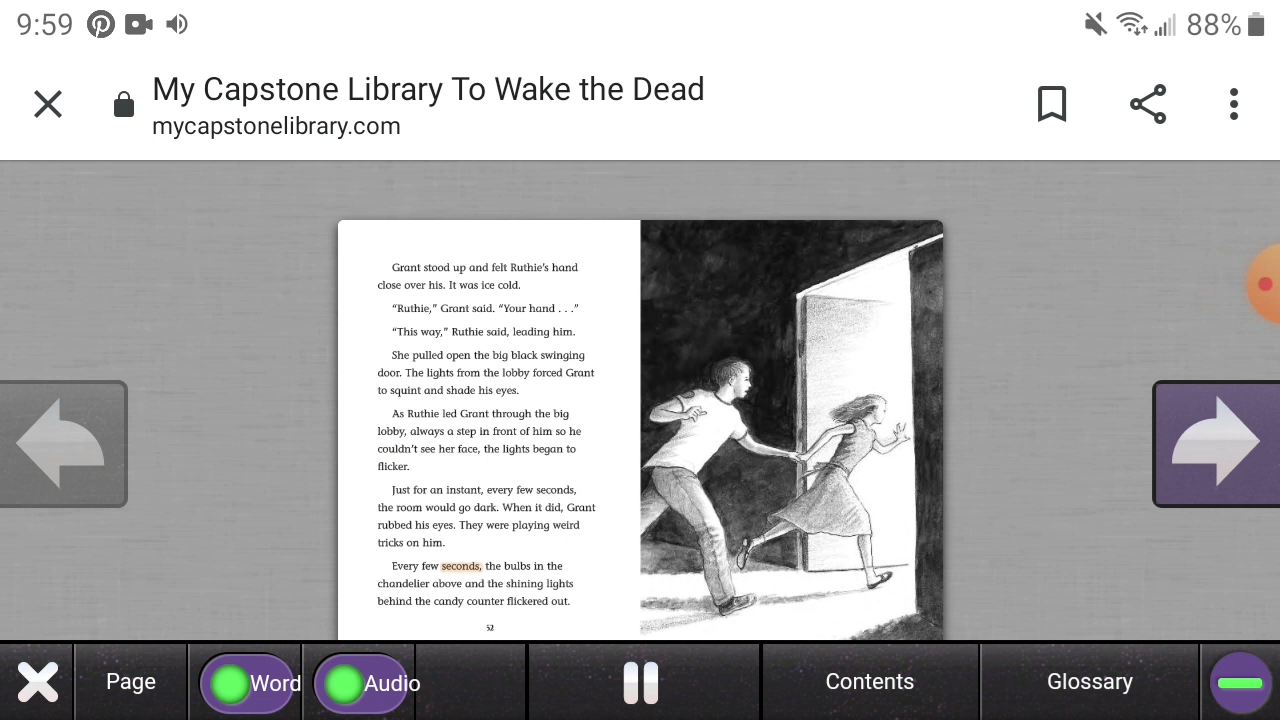 9:59
88%
My Capstone Library To Wake the Dead
mycapstonelibrary.com
Grant stood up and felt Ruthie's hand
close over his. It was ice cold.
“Ruthie,” Grant said. “Your hand . . .”
“This way,” Ruthie said, leading him.
She pulled open the big black swinging
door. The lights from the lobby forced Grant
to squint and shade his eyes.
As Ruthie led Grant through the big
lobby, always a step in front of him so he
couldn't see her face, the lights began to
flicker.
Just for an instant, every few seconds,
the room would go dark. When it did, Grant
rubbed his eyes. They were playing weird
tricks on him.
Every few seconds, the bulbs in the
chandelier above and the shining lights
behind the candy counter flickered out.
52
Page
Word
Audio
Contents
Glossary